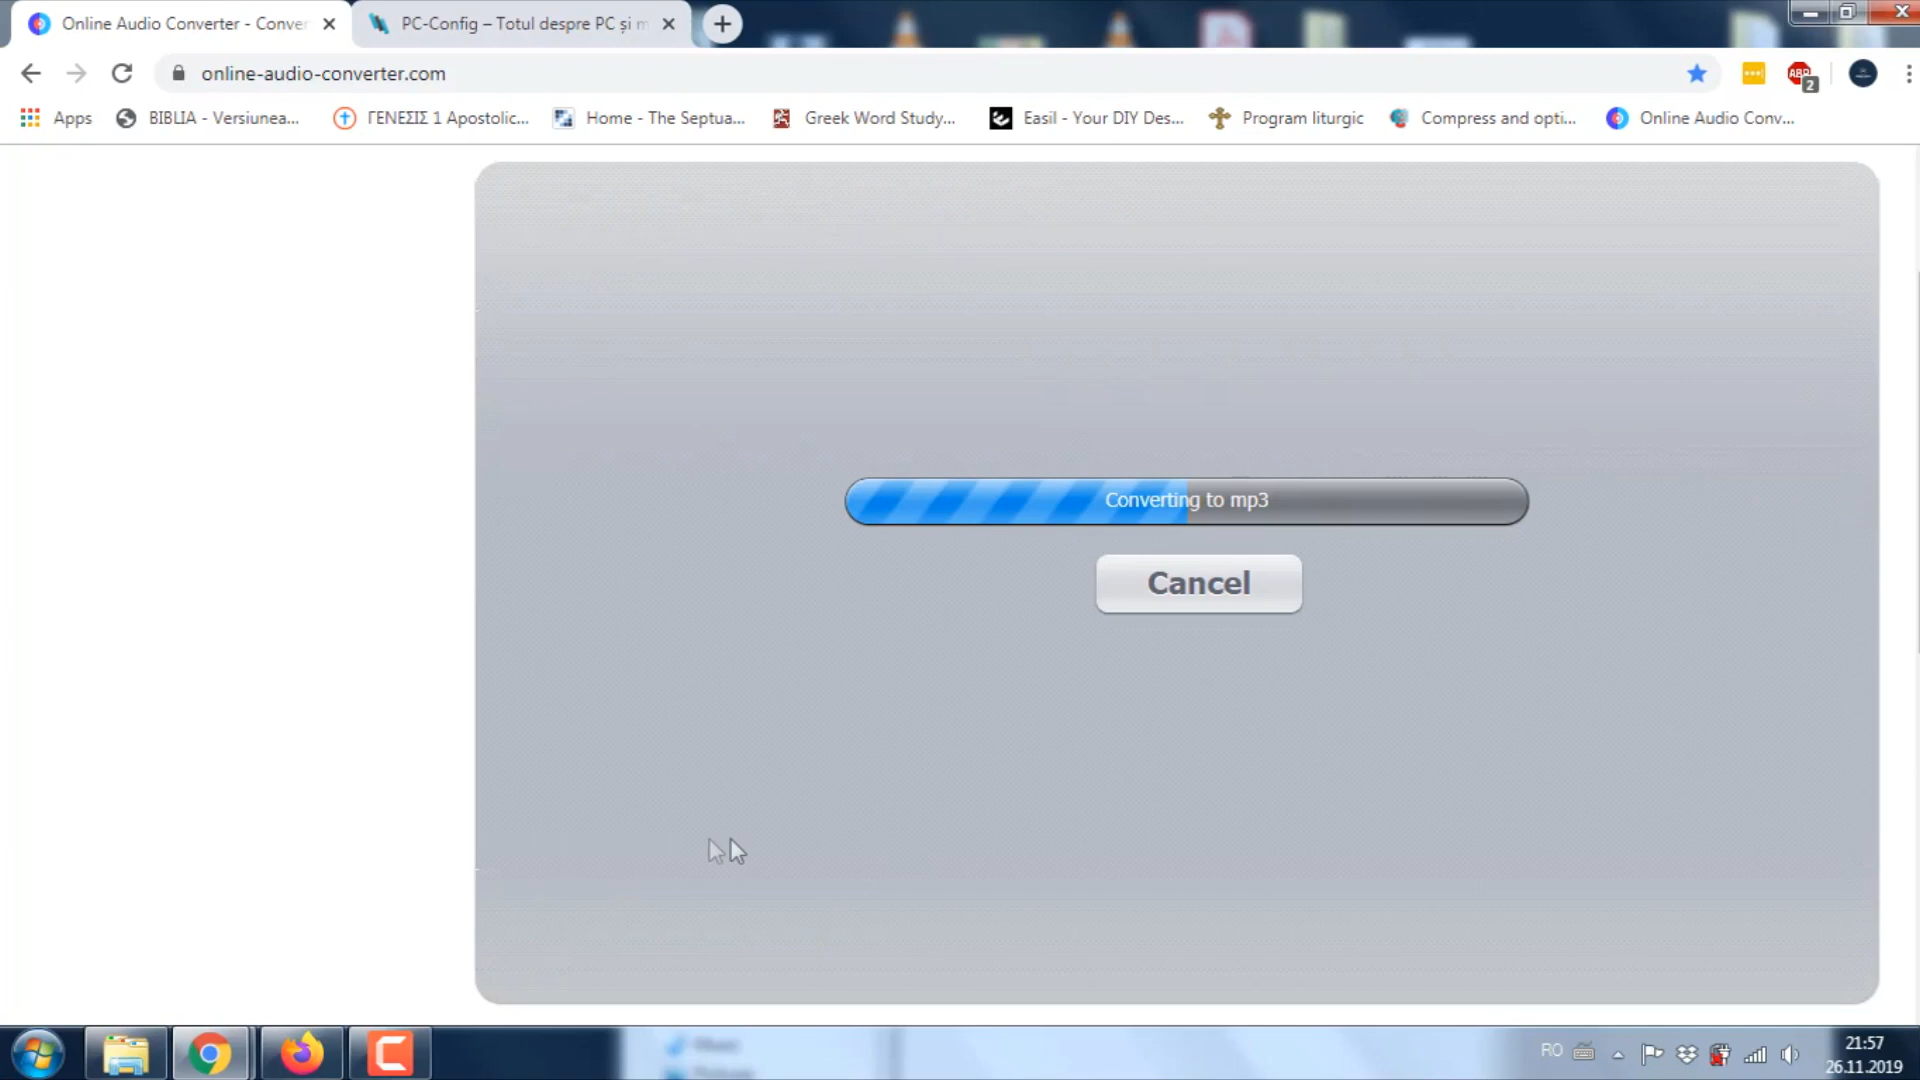 Online Audio Converter - Conver
PC-Config – Totul despre PC și m
online-audio-converter.com
ABP
2
Apps
BIBLIA - Versiunea...
ΓΕΝΕΣΙΣ 1 Apostolic...
Home - The Septua...
Greek Word Study...
Easil - Your DIY Des...
Program liturgic
Compress and opti...
Online Audio Conv...
Converting to mp3
Cancel
RO
21:57
26.11.2019